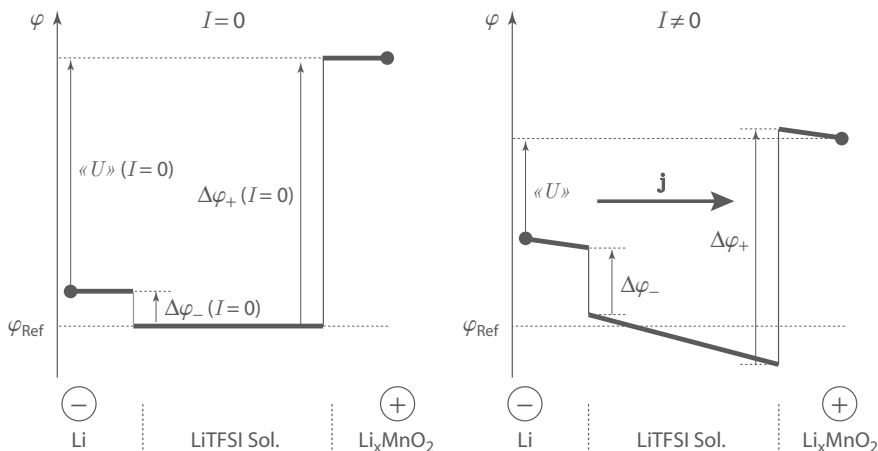 φ
I = 0
«U» (I = 0)
Δφ₊ (I = 0)
Δφ₋ (I = 0)
φRef
−
+
Li
LiTFSI Sol.
LiₓMnO₂
φ
I ≠ 0
j
«U»
Δφ₊
Δφ₋
φRef
−
+
Li
LiTFSI Sol.
LiₓMnO₂